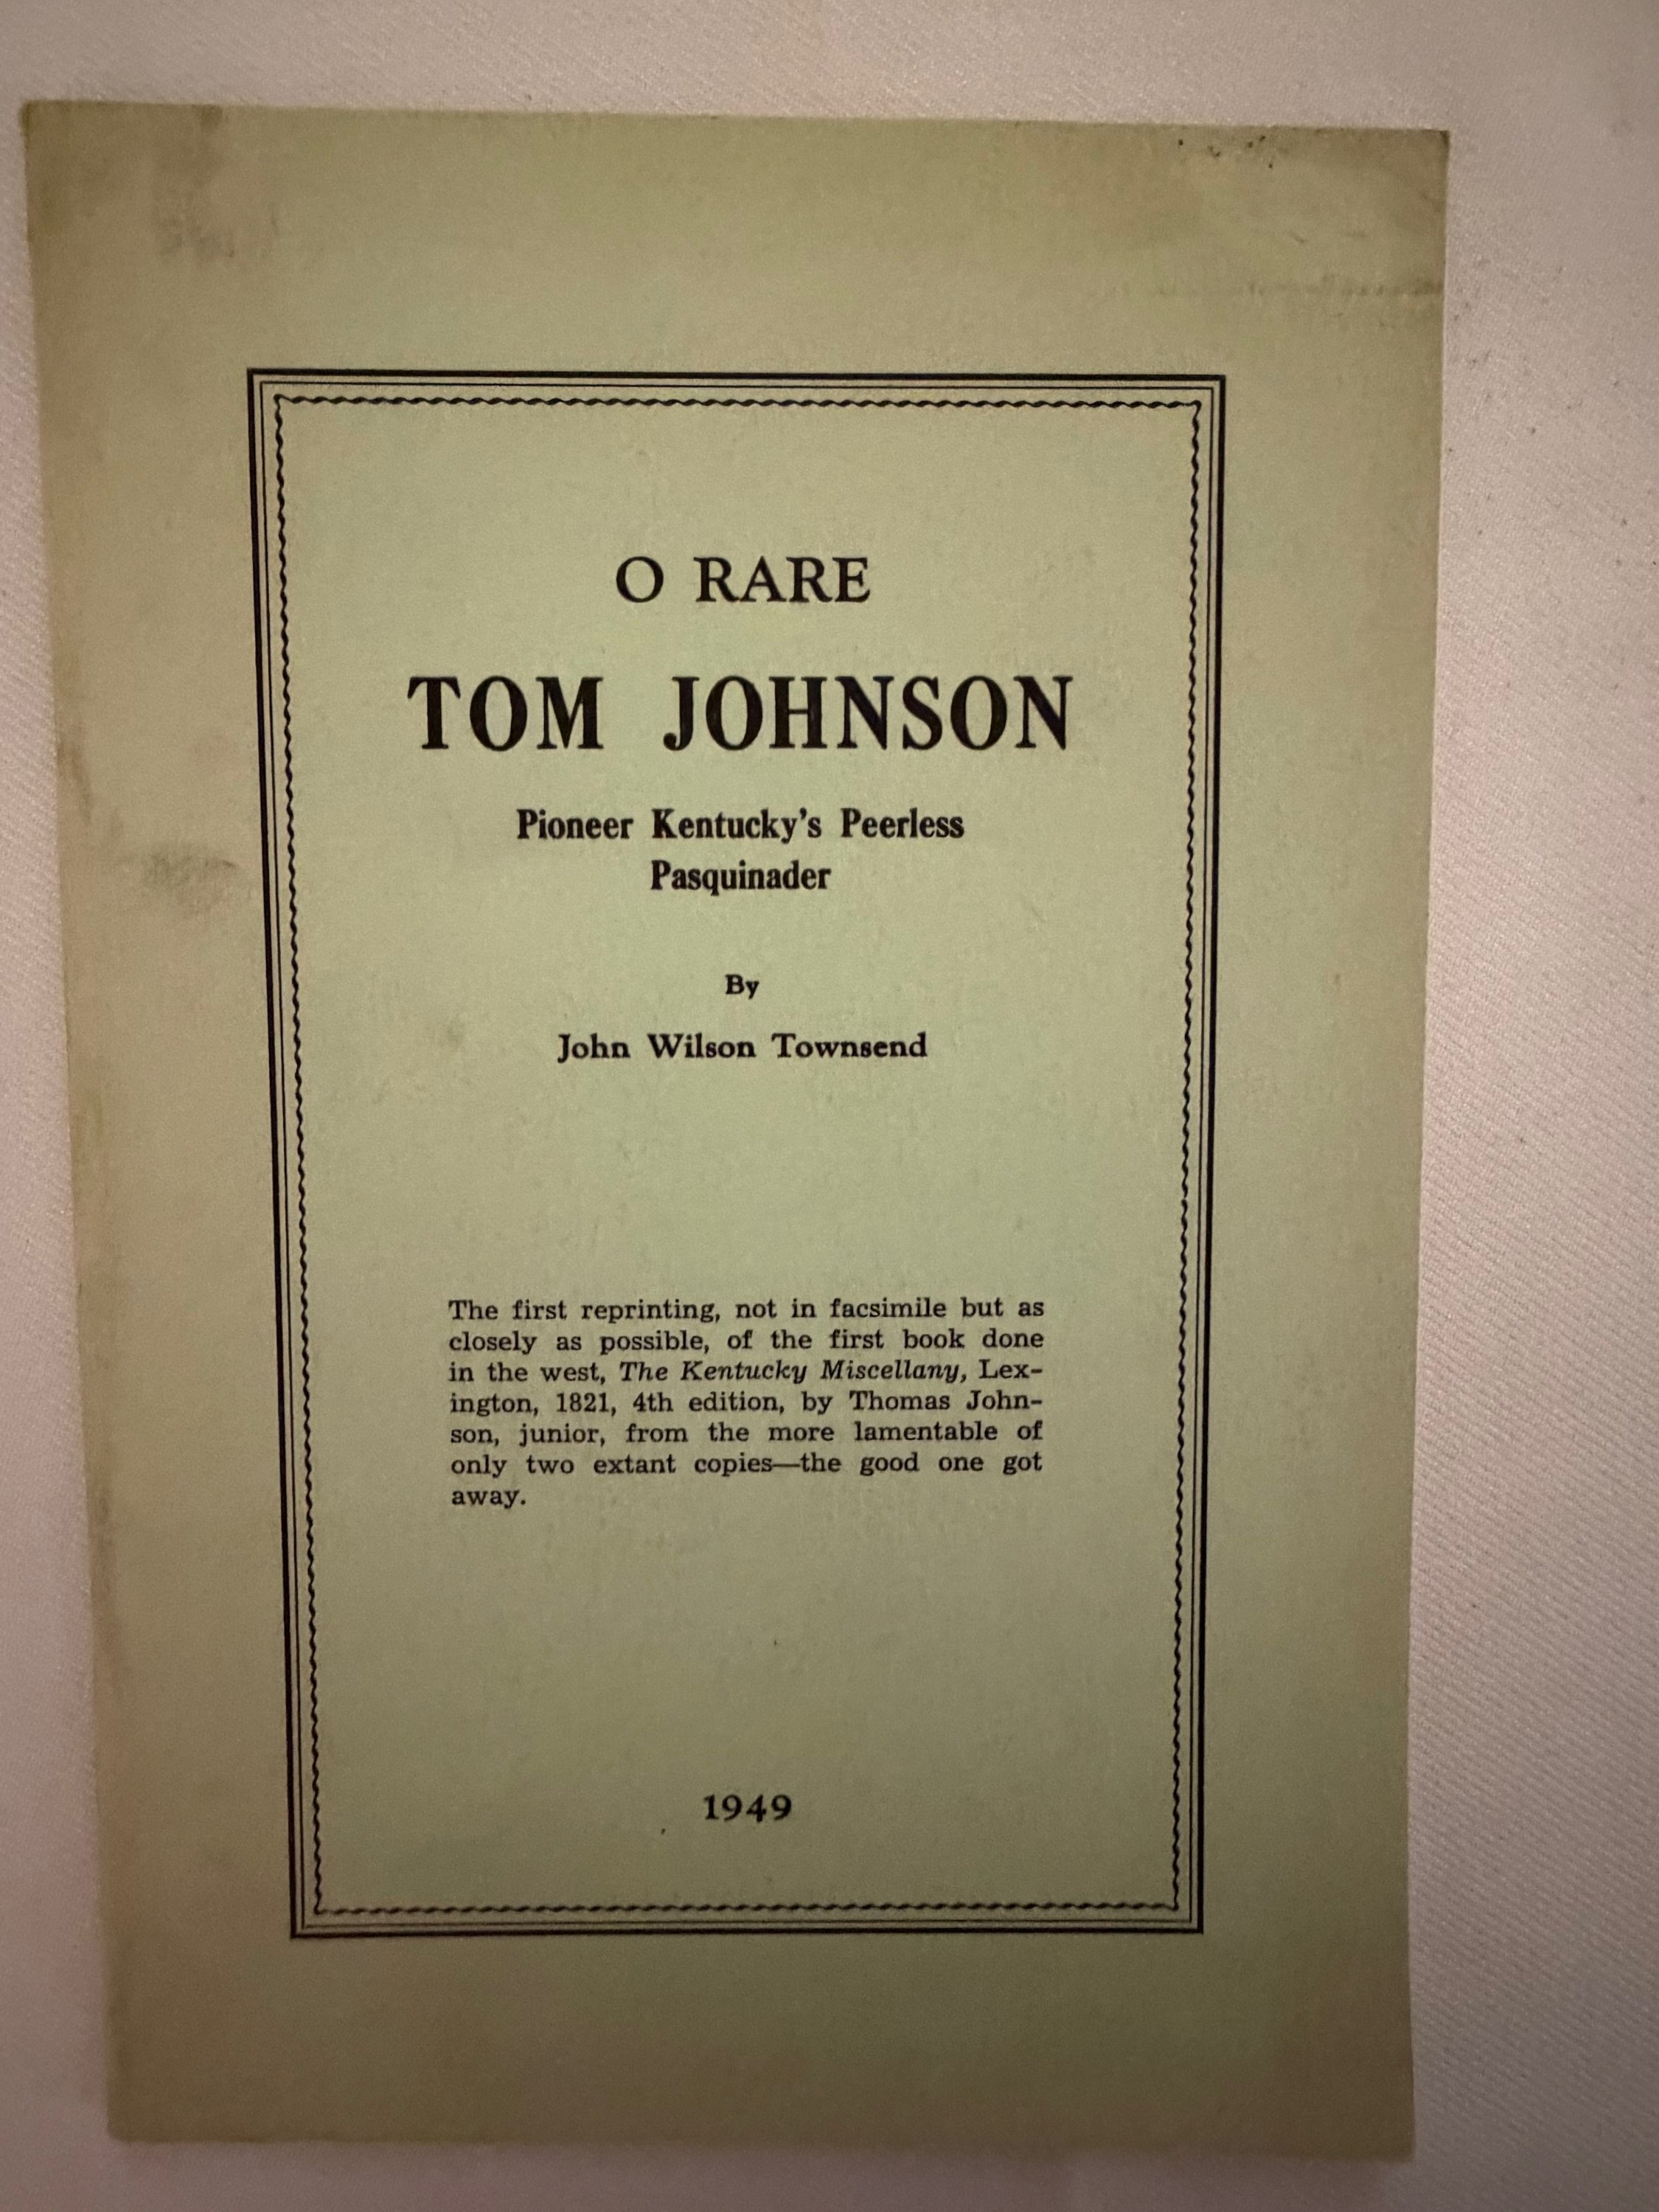 O RARE
TOM JOHNSON
Pioneer Kentucky's Peerless
Pasquinader
By
John Wilson Townsend
The first reprinting, not in facsimile but as
closely as possible, of the first book done
in the west, The Kentucky Miscellany, Lex-
ington, 1821, 4th edition, by Thomas John-
son, junior, from the more lamentable of
only two extant copies—the good one got
away.
1949